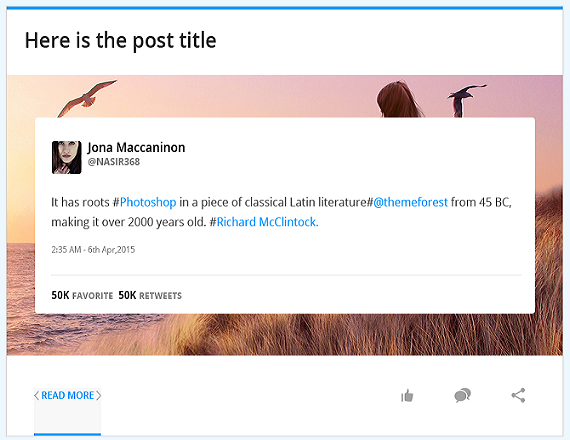 Here is the post title
Jona Maccaninon
@NASIR368
It has roots #Photoshop in a piece of classical Latin literature#@themeforest from 45 BC,
making it over 2000 years old. #Richard McClintock.
2:35 AM - 6th Apr,2015
50K FAVORITE 50K RETWEETS
READ MORE